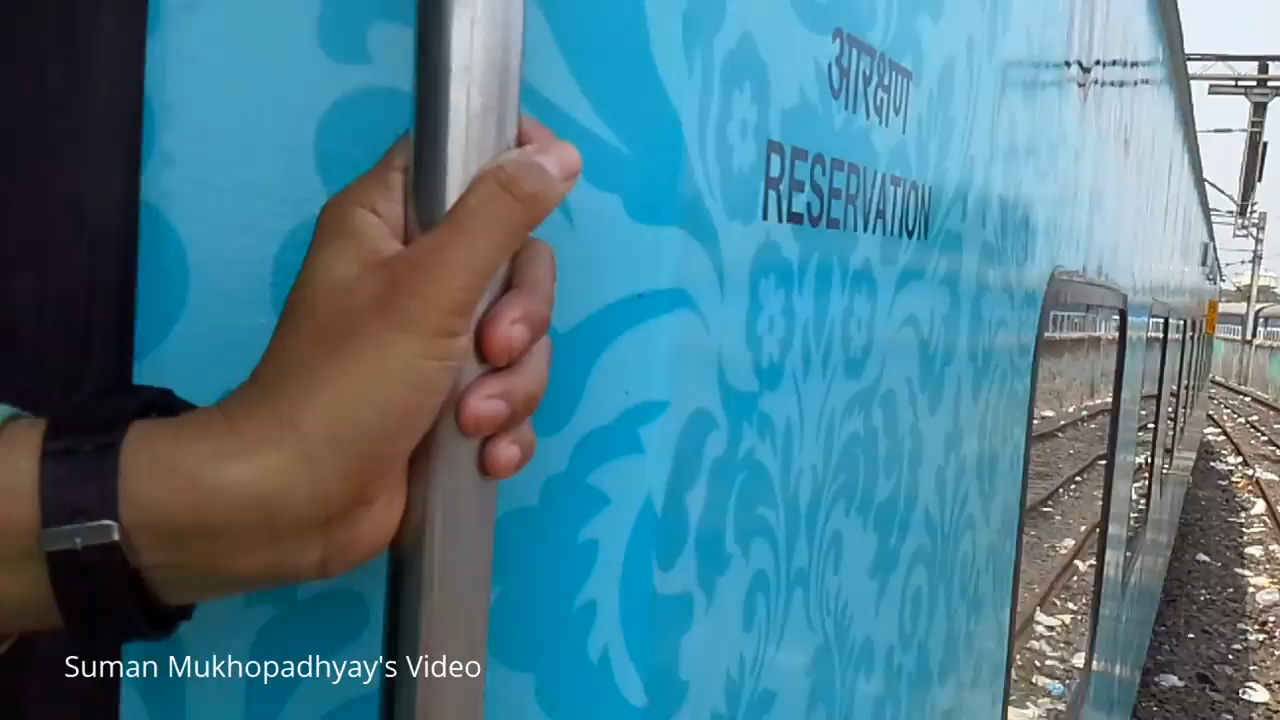 आरक्षण
RESERVATION
Suman Mukhopadhyay's Video